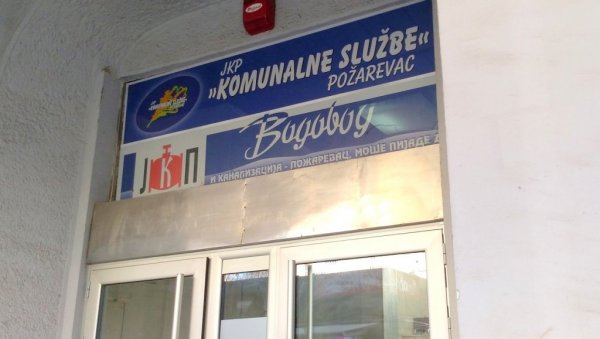 JKP
»KOMUNALNE SLUŽBE«
POŽAREVAC
Водовод
ЈКП
И КАНАЛИЗАЦИЈА - ПОЖАРЕВАЦ, МОШЕ ПИЈАДЕ